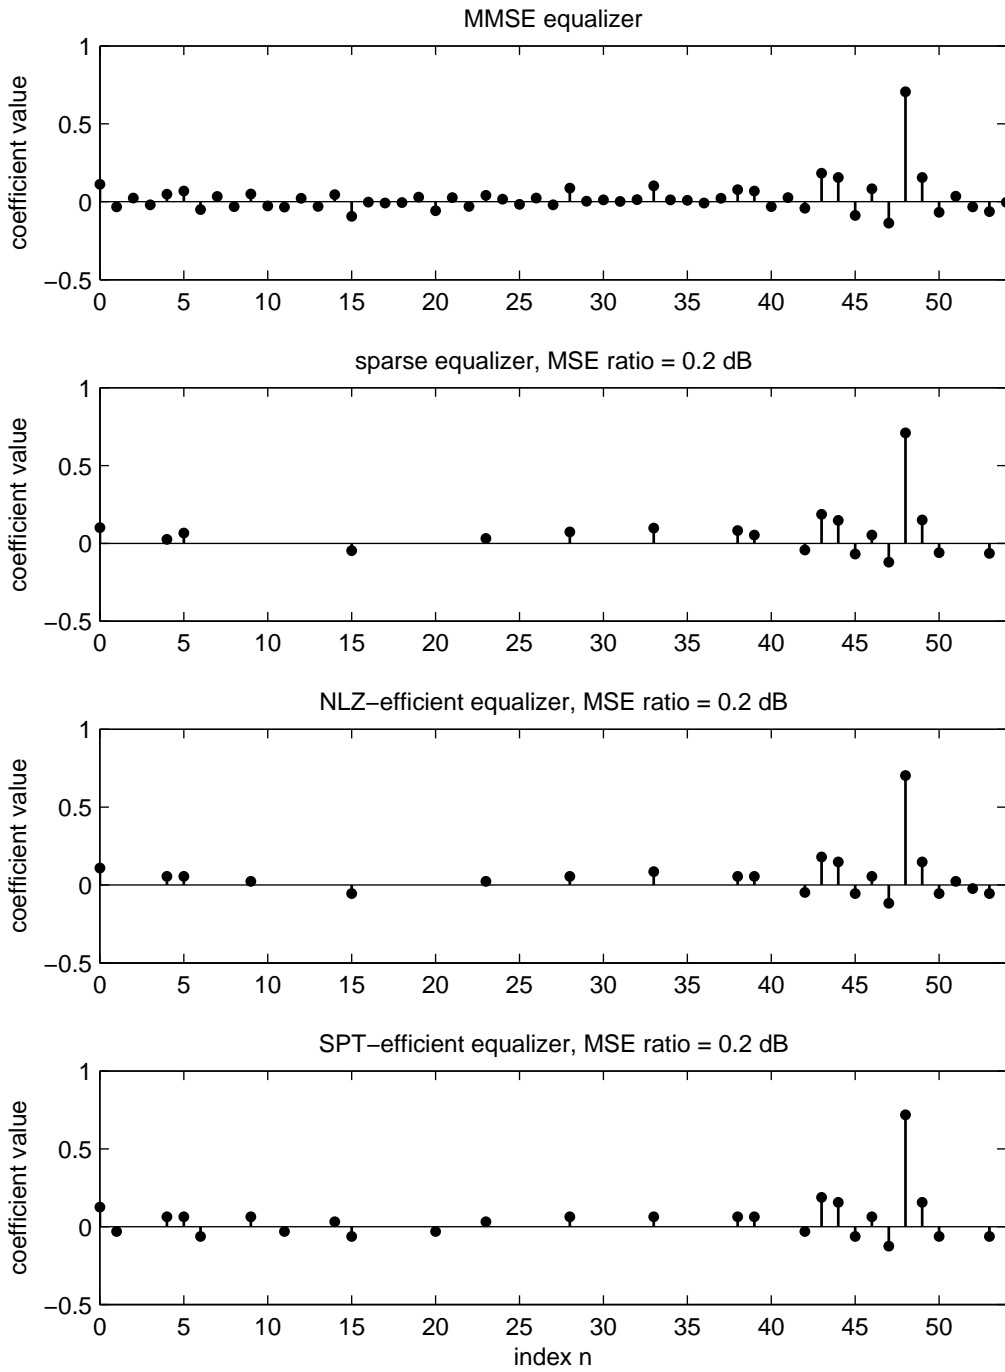 MMSE equalizer
1
0.5
0
−0.5
coefficient value
0 5 10 15 20 25 30 35 40 45 50
sparse equalizer, MSE ratio = 0.2 dB
1
0.5
0
−0.5
coefficient value
0 5 10 15 20 25 30 35 40 45 50
NLZ−efficient equalizer, MSE ratio = 0.2 dB
1
0.5
0
−0.5
coefficient value
0 5 10 15 20 25 30 35 40 45 50
SPT−efficient equalizer, MSE ratio = 0.2 dB
1
0.5
0
−0.5
coefficient value
0 5 10 15 20 25 30 35 40 45 50
index n